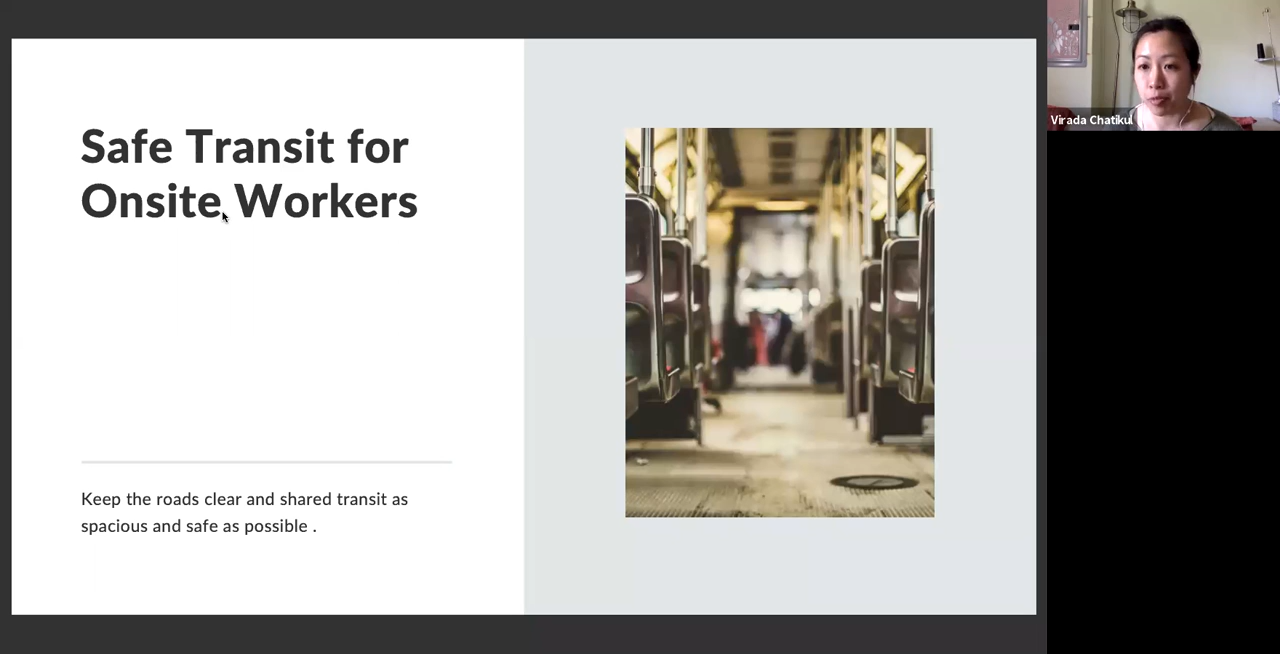 Safe Transit for
Onsite Workers
Keep the roads clear and shared transit as
spacious and safe as possible .
Virada Chatikul